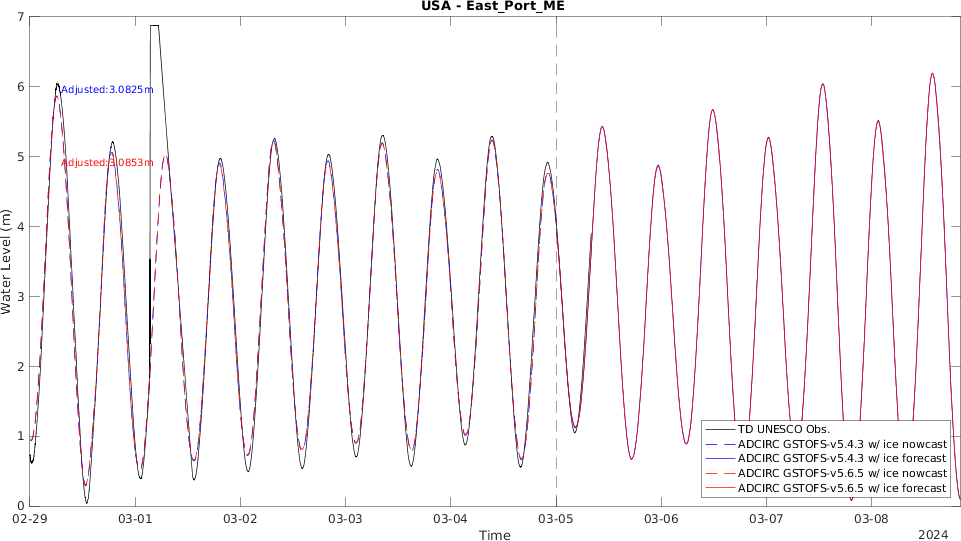 USA - East_Port_ME
7
6
5
4
3
2
1
0
Water Level (m)
Adjusted:3.0825m
Adjusted:3.0853m
TD UNESCO Obs.
ADCIRC GSTOFS-v5.4.3 w/ ice nowcast
ADCIRC GSTOFS-v5.4.3 w/ ice forecast
ADCIRC GSTOFS-v5.6.5 w/ ice nowcast
ADCIRC GSTOFS-v5.6.5 w/ ice forecast
02-29 03-01 03-02 03-03 03-04 03-05 03-06 03-07 03-08
Time
2024